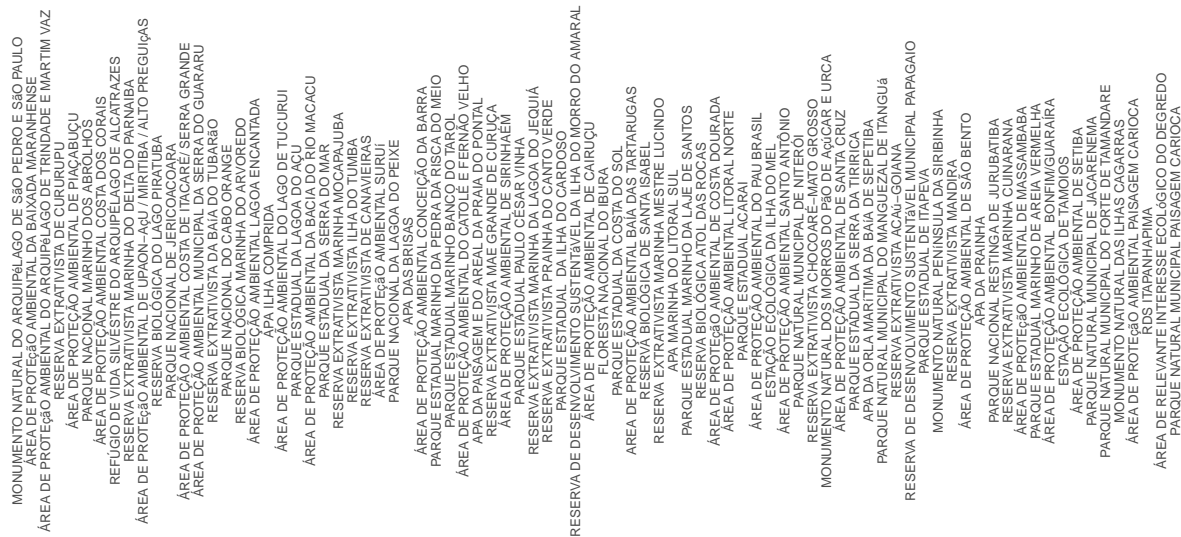 MONUMENTO NATURAL DO ARQUIPéLAGO DE SãO PEDRO E SãO PAULO
ÁREA DE PROTEçãO AMBIENTAL DA BAIXADA MARANHENSE
ÁREA DE PROTEçãO AMBIENTAL DO ARQUIPéLAGO DE TRINDADE E MARTIM VAZ
RESERVA EXTRATIVISTA DE CURURUPU
ÁREA DE PROTEÇÃO AMBIENTAL DE PIAÇABUÇU
PARQUE NACIONAL MARINHO DOS ABROLHOS
ÁREA DE PROTEÇÃO AMBIENTAL COSTA DOS CORAIS
REFÚGIO DE VIDA SILVESTRE DO ARQUIPÉLAGO DE ALCATRAZES
RESERVA EXTRATIVISTA MARINHA DO DELTA DO PARNAIBA
ÁREA DE PROTEçãO AMBIENTAL DE UPAON−AçU / MIRITIBA / ALTO PREGUIçAS
RESERVA BIOLÓGICA DO LAGO PIRATUBA
PARQUE NACIONAL DE JERICOACOARA
ÁREA DE PROTEÇÃO AMBIENTAL COSTA DE ITACARÉ/ SERRA GRANDE
ÁREA DE PROTEÇÃO AMBIENTAL MUNICIPAL DA SERRA DO GUARARU
RESERVA EXTRATIVISTA DA BAIA DO TUBARÃO
PARQUE NACIONAL DO CABO ORANGE
RESERVA BIOLÓGICA MARINHA DO ARVOREDO
ÁREA DE PROTEÇÃO AMBIENTAL LAGOA ENCANTADA
APA ILHA COMPRIDA
ÁREA DE PROTEÇÃO AMBIENTAL DO LAGO DE TUCURUI
PARQUE ESTADUAL DA LAGOA DO AÇU
ÁREA DE PROTEÇÃO AMBIENTAL DA BACIA DO RIO MACACU
PARQUE ESTADUAL DA SERRA DO MAR
RESERVA EXTRATIVISTA MARINHA MOCAPAJUBA
RESERVA EXTRATIVISTA ILHA DO TUMBA
RESERVA EXTRATIVISTA DE CANAVIEIRAS
ÁREA DE PROTEçãO AMBIENTAL SURUÍ
PARQUE NACIONAL DA LAGOA DO PEIXE
APA DAS BRISAS
ÁREA DE PROTEÇÃO AMBIENTAL CONCEIÇÃO DA BARRA
PARQUE ESTADUAL MARINHO DA PEDRA DA RISCA DO MEIO
PARQUE ESTADUAL MARINHO BANCO DO TAROL
ÁREA DE PROTEÇÃO AMBIENTAL DO CATOLÉ E FERNÃO VELHO
APA DA PAISAGEM E DO AREAL DA PRAIA DO PONTAL
RESERVA EXTRATIVISTA MAE GRANDE DE CURUÇA
ÁREA DE PROTEÇÃO AMBIENTAL DE SIRINHAÉM
PARQUE ESTADUAL PAULO CÉSAR VINHA
RESERVA EXTRATIVISTA MARINHA DA LAGOA DO JEQUIÁ
RESERVA EXTRATIVISTA PRAINHA DO CANTO VERDE
PARQUE ESTADUAL DA ILHA DO CARDOSO
RESERVA DE DESENVOLVIMENTO SUSTENTáVEL DA ILHA DO MORRO DO AMARAL
ÁREA DE PROTEÇÃO AMBIENTAL DE CAIRUÇU
FLORESTA NACIONAL DO IBURA
PARQUE ESTADUAL DA COSTA DO SOL
ÁREA DE PROTEÇÃO AMBIENTAL BAIA DAS TARTARUGAS
RESERVA BIOLOGICA DE SANTA ISABEL
RESERVA EXTRATIVISTA MARINHA MESTRE LUCINDO
APA MARINHA DO LITORAL SUL
PARQUE ESTADUAL MARINHO DA LAJE DE SANTOS
RESERVA BIOLÓGICA ATOL DAS ROCAS
ÁREA DE PROTEçãO AMBIENTAL DA COSTA DOURADA
ÁREA DE PROTEÇÃO AMBIENTAL DO LITORAL NORTE
PARQUE ESTADUAL ACARAI
ÁREA DE PROTEÇÃO AMBIENTAL DO PAU BRASIL
ESTAÇÃO ECOLÓGICA ILHA DO MEL
ÁREA DE PROTEÇÃO AMBIENTAL SANTO ANTÔNIO
PARQUE NATURAL MUNICIPAL DE NITERÓI
RESERVA EXTRATIVISTA CHOCOARÉ−MATO GROSSO
MONUMENTO NATURAL DOS MORROS DO PãO DE AçúCAR E URCA
ÁREA DE PROTEÇÃO AMBIENTAL DE SANTA CRUZ
PARQUE ESTADUAL DA SERRA DA TIRIRICA
APA DA ORLA MARITIMA DA BAIA DE SEPETIBA
PARQUE NATURAL MUNICIPAL DO MANGUEZAL DE ITANGUá
RESERVA EXTRATIVISTA ACAú−GOIANA
RESERVA DE DESENVOLVIMENTO SUSTENTáVEL MUNICIPAL PAPAGAIO
PARQUE ESTADUAL DE ITAPEVA
MONUMENTO NATURAL PENINSULA DA RIBINHA
RESERVA EXTRATIVISTA MANDIRA
ÁREA DE PROTEÇÃO AMBIENTAL DE SÃO BENTO
APA DA PRAINHA
PARQUE NACIONAL RESTINGA DE JURUBATIBA
RESERVA EXTRATIVISTA MARINHA CUINARANA
ÁREA DE PROTEçãO AMBIENTAL DE MASSAMBABA
PARQUE ESTADUAL MARINHO DE AREIA VERMELHA
ÁREA DE PROTEÇÃO AMBIENTAL BONFIM/GUARAÍRA
ESTAÇÃO ECOLÓGICA DE TAMOIOS
ÁREA DE PROTEÇÃO AMBIENTAL DE SETIBA
PARQUE NATURAL MUNICIPAL DE JACARENEMA
PARQUE NATURAL MUNICIPAL DO FORTE DE TAMANDARE
MONUMENTO NATURAL DAS ILHAS CAGARRAS
ÁREA DE PROTEçãO AMBIENTAL PAISAGEM CARIOCA
RDS ITAPANHAPIMA
ÁREA DE RELEVANTE INTERESSE ECOLOGICO DO DEGREDO
PARQUE NATURAL MUNICIPAL PAISAGEM CARIOCA